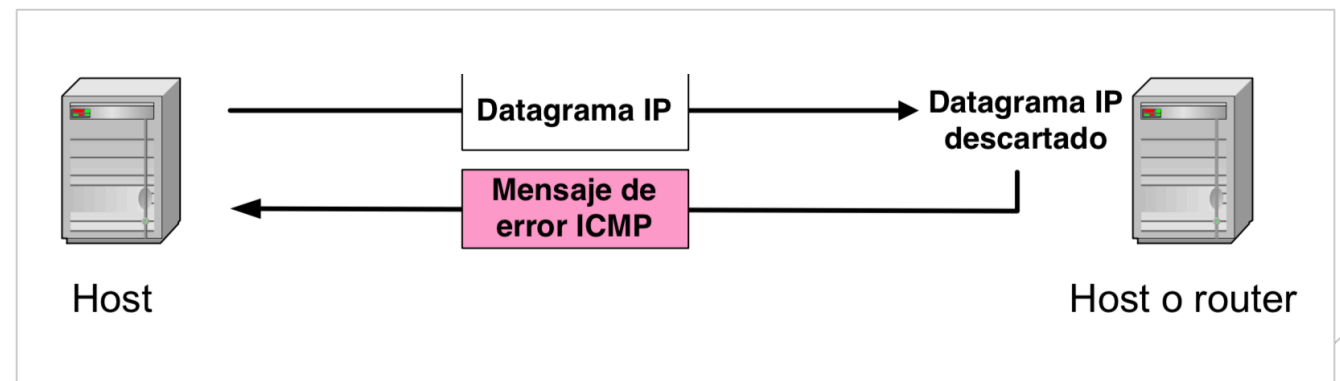 Datagrama IP
Datagrama IP
descartado
Mensaje de
error ICMP
Host
Host o router